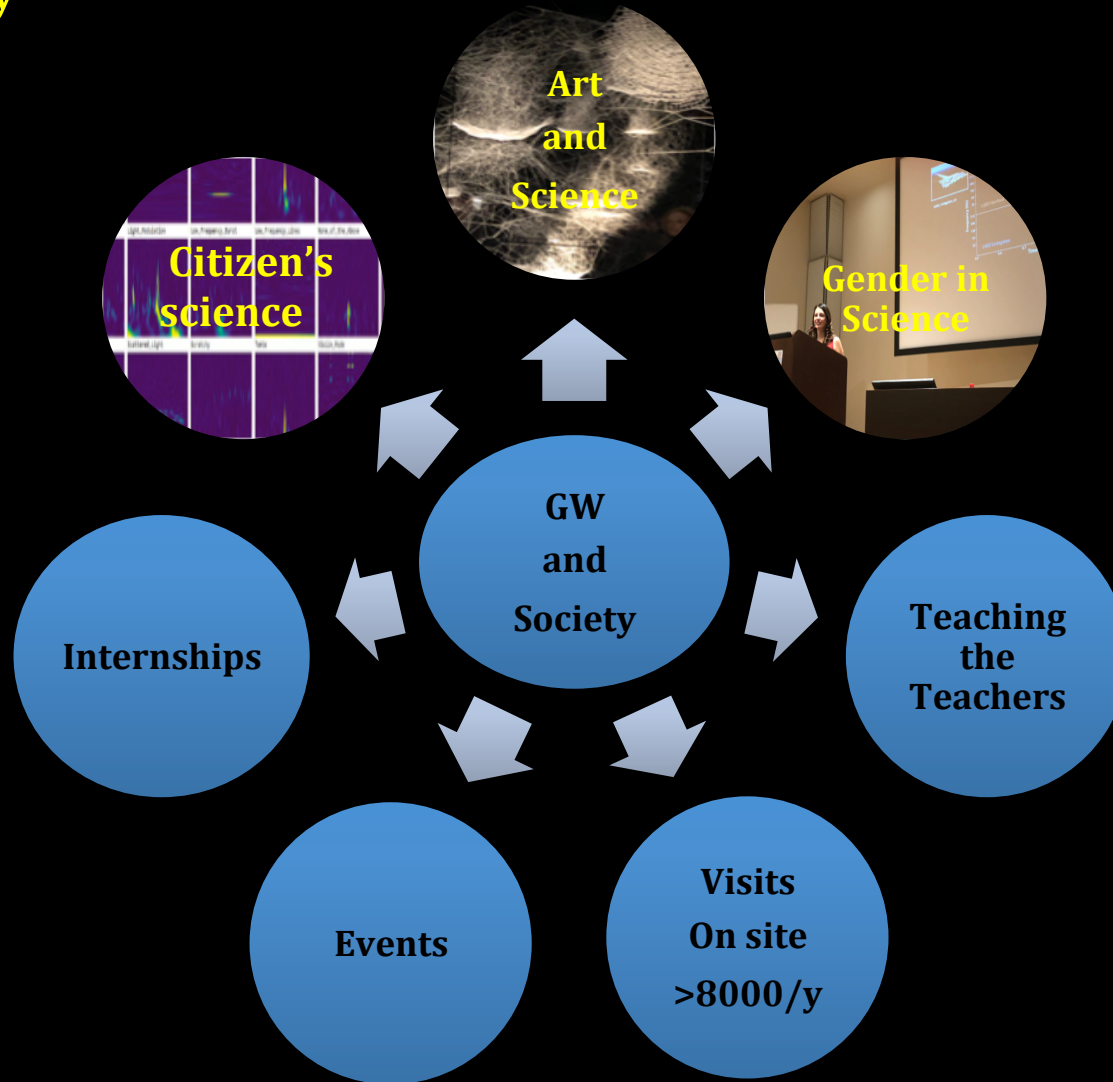 y
Art
and
Science
Citizen’s
science
Gender in
Science
GW
and
Society
Internships
Teaching
the
Teachers
Events
Visits
On site
>8000/y